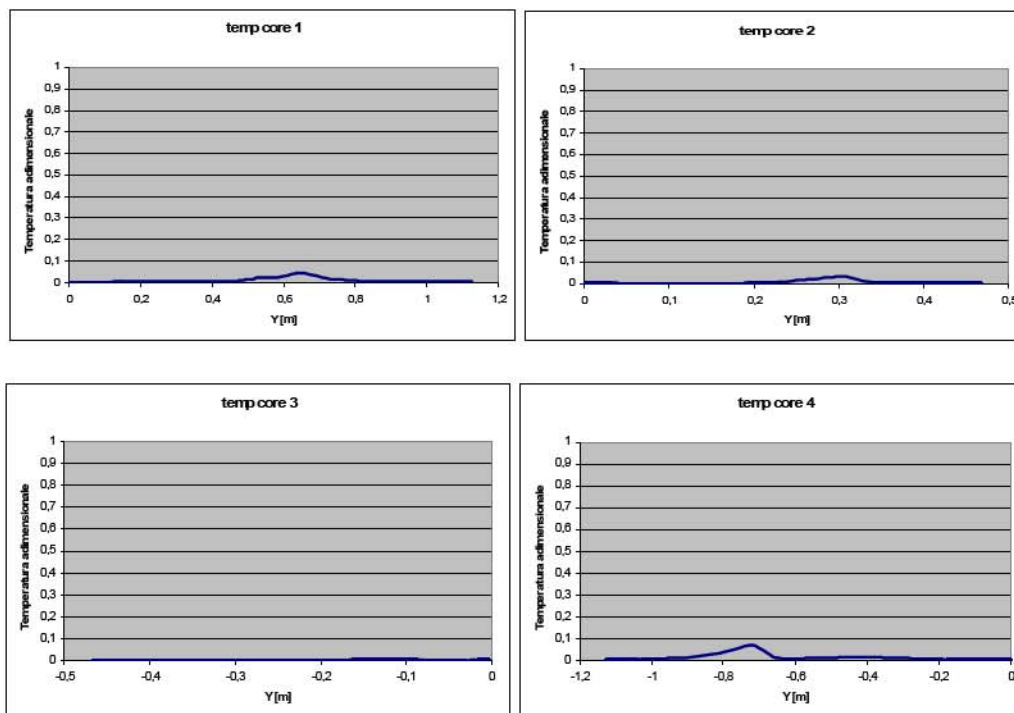 temp core 1
Temperatura adimensionale
1
0,9
0,8
0,7
0,6
0,5
0,4
0,3
0,2
0,1
0
0 0,2 0,4 0,6 0,8 1 1,2
Y [m]
temp core 2
Temperatura adimensionale
1
0,9
0,8
0,7
0,6
0,5
0,4
0,3
0,2
0,1
0
0 0,1 0,2 0,3 0,4 0,5
Y [m]
temp core 3
Temperatura adimensionale
1
0,9
0,8
0,7
0,6
0,5
0,4
0,3
0,2
0,1
0
-0,5 -0,4 -0,3 -0,2 -0,1 0
Y [m]
temp core 4
Temperatura adimensionale
1
0,9
0,8
0,7
0,6
0,5
0,4
0,3
0,2
0,1
0
-1,2 -1 -0,8 -0,6 -0,4 -0,2 0
Y [m]